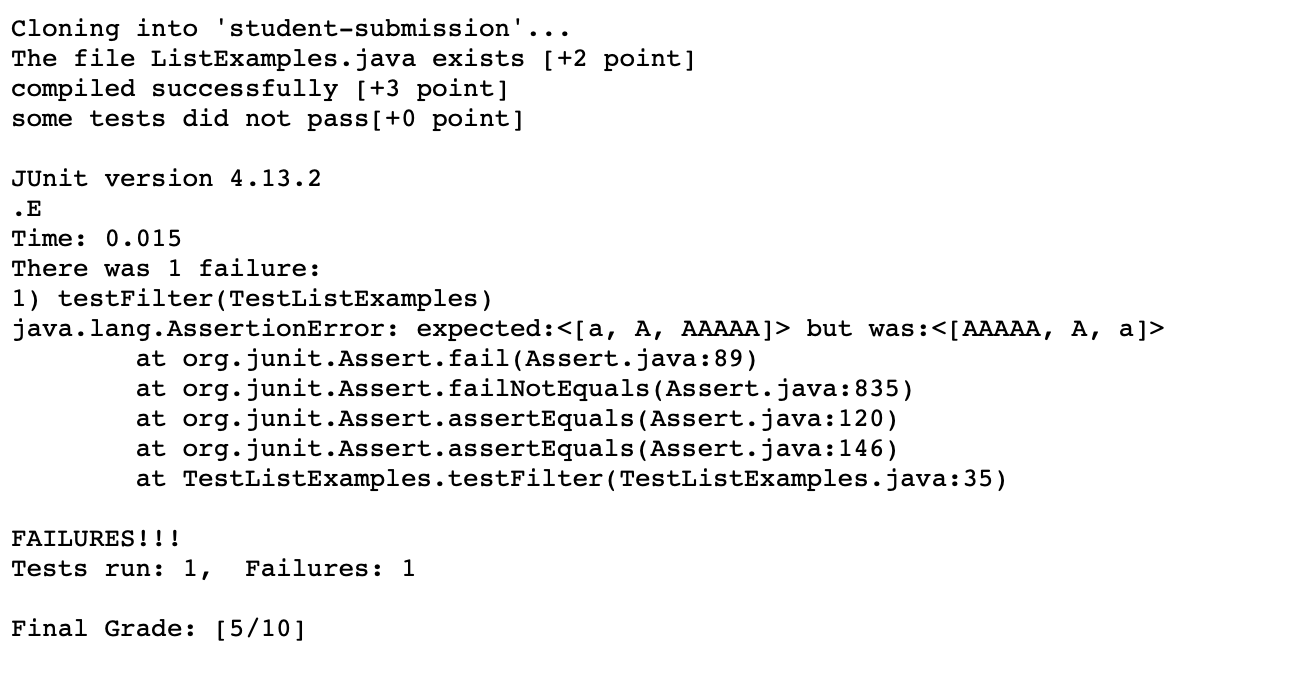 Cloning into 'student-submission'...
The file ListExamples.java exists [+2 point]
compiled successfully [+3 point]
some tests did not pass[+0 point]
JUnit version 4.13.2
.E
Time: 0.015
There was 1 failure:
1) testFilter(TestListExamples)
java.lang.AssertionError: expected:<[a, A, AAAAA]> but was:<[AAAAA, A, a]>
at org.junit.Assert.fail(Assert.java:89)
at org.junit.Assert.failNotEquals(Assert.java:835)
at org.junit.Assert.assertEquals(Assert.java:120)
at org.junit.Assert.assertEquals(Assert.java:146)
at TestListExamples.testFilter(TestListExamples.java:35)
FAILURES!!!
Tests run: 1,  Failures: 1
Final Grade: [5/10]